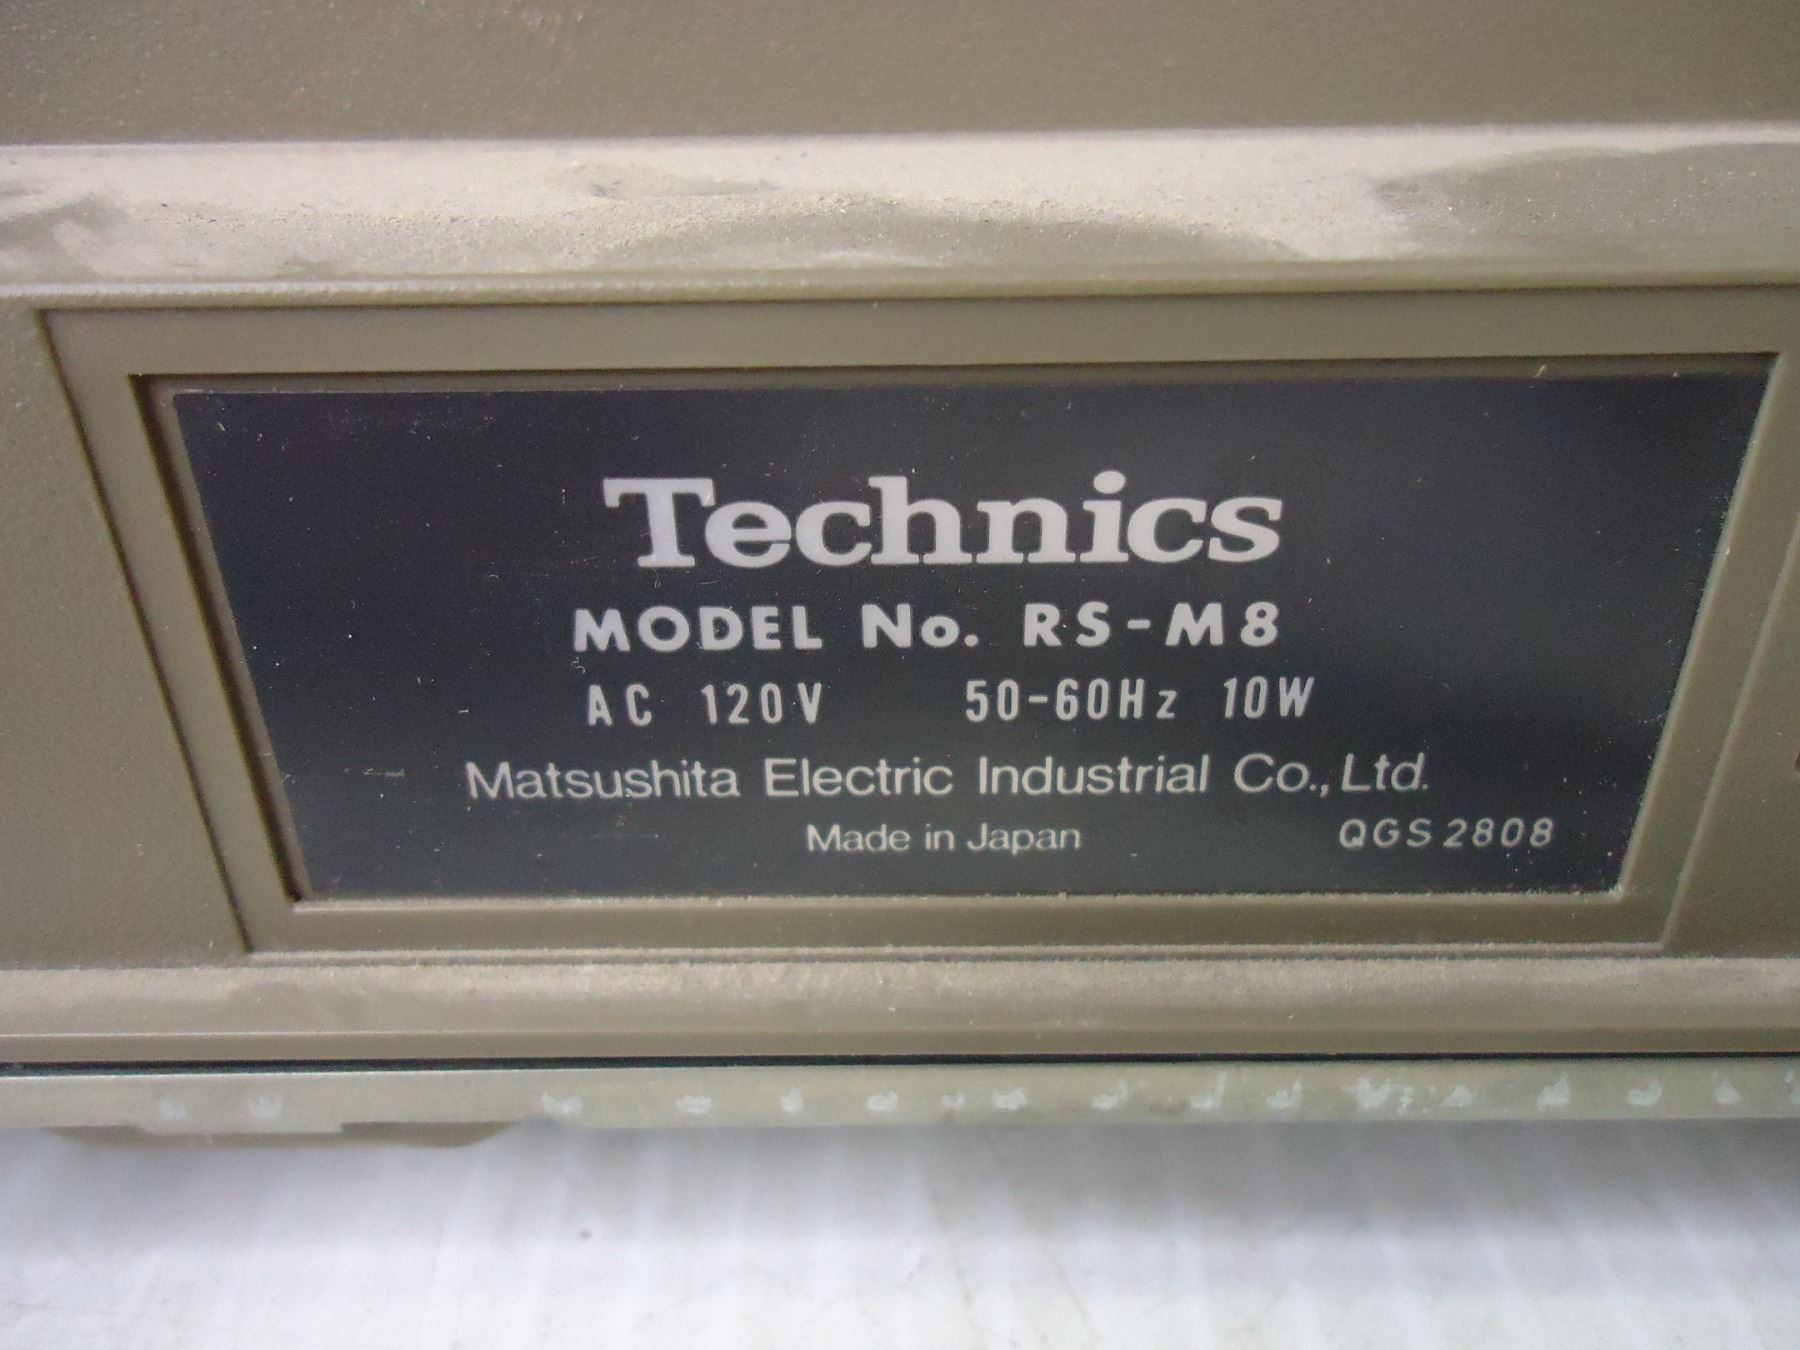 Technics
MODEL No. RS-M8
AC 120V 50-60Hz 10W
Matsushita Electric Industrial Co., Ltd.
Made in Japan QGS2808